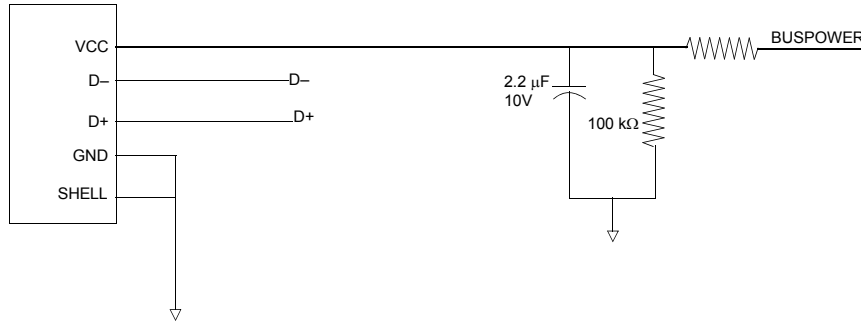 BUSPOWER
VCC
D–
D–
2.2 μF
10V
D+
D+
100 kΩ
GND
SHELL